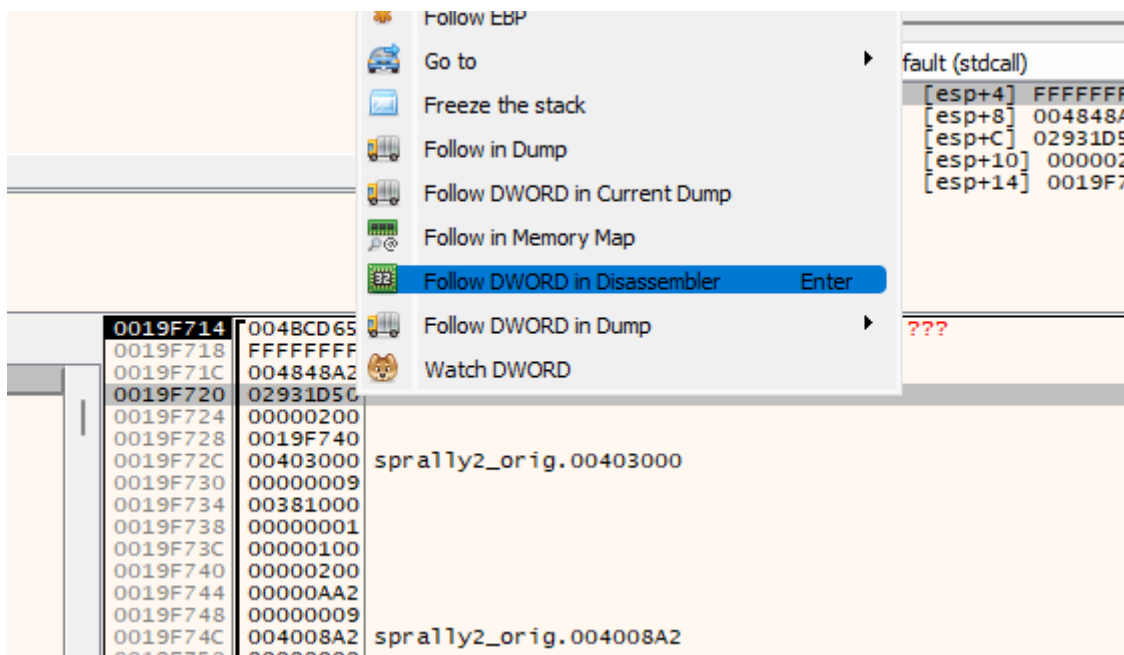 Follow EBP
Go to
Freeze the stack
Follow in Dump
Follow DWORD in Current Dump
Follow in Memory Map
Follow DWORD in Disassembler Enter
Follow DWORD in Dump
Watch DWORD
fault (stdcall)
[esp+4] FFFFFFF
[esp+8] 004848A
[esp+C] 02931D5
[esp+10] 000002
[esp+14] 0019F7
0019F714 004BCD65 ???
0019F718 FFFFFFFF
0019F71C 004848A2
0019F720 02931D50
0019F724 00000200
0019F728 0019F740
0019F72C 00403000 sprally2_orig.00403000
0019F730 00000009
0019F734 00381000
0019F738 00000001
0019F73C 00000100
0019F740 00000200
0019F744 00000AA2
0019F748 00000009
0019F74C 004008A2 sprally2_orig.004008A2